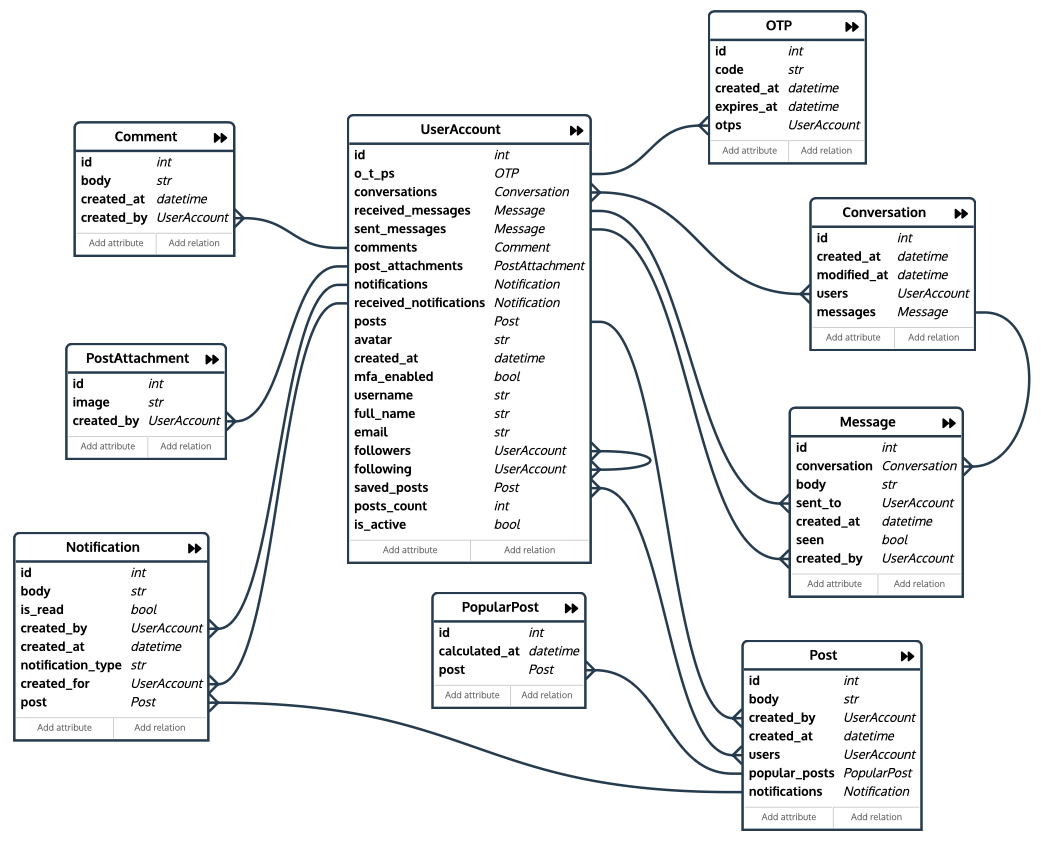 OTP
id int
code str
created_at datetime
expires_at datetime
otps UserAccount
Add attribute Add relation
Comment
id int
body str
created_at datetime
created_by UserAccount
Add attribute Add relation
UserAccount
id int
o_t_ps OTP
conversations Conversation
received_messages Message
sent_messages Message
comments Comment
post_attachments PostAttachment
notifications Notification
received_notifications Notification
posts Post
avatar str
created_at datetime
mfa_enabled bool
username str
full_name str
email str
followers UserAccount
following UserAccount
saved_posts Post
posts_count int
is_active bool
Add attribute Add relation
Conversation
id int
created_at datetime
modified_at datetime
users UserAccount
messages Message
Add attribute Add relation
PostAttachment
id int
image str
created_by UserAccount
Add attribute Add relation
Message
id int
conversation Conversation
body str
sent_to UserAccount
created_at datetime
seen bool
created_by UserAccount
Add attribute Add relation
Notification
id int
body str
is_read bool
created_by UserAccount
created_at datetime
notification_type str
created_for UserAccount
post Post
Add attribute Add relation
PopularPost
id int
calculated_at datetime
post Post
Add attribute Add relation
Post
id int
body str
created_by UserAccount
created_at datetime
users UserAccount
popular_posts PopularPost
notifications Notification
Add attribute Add relation